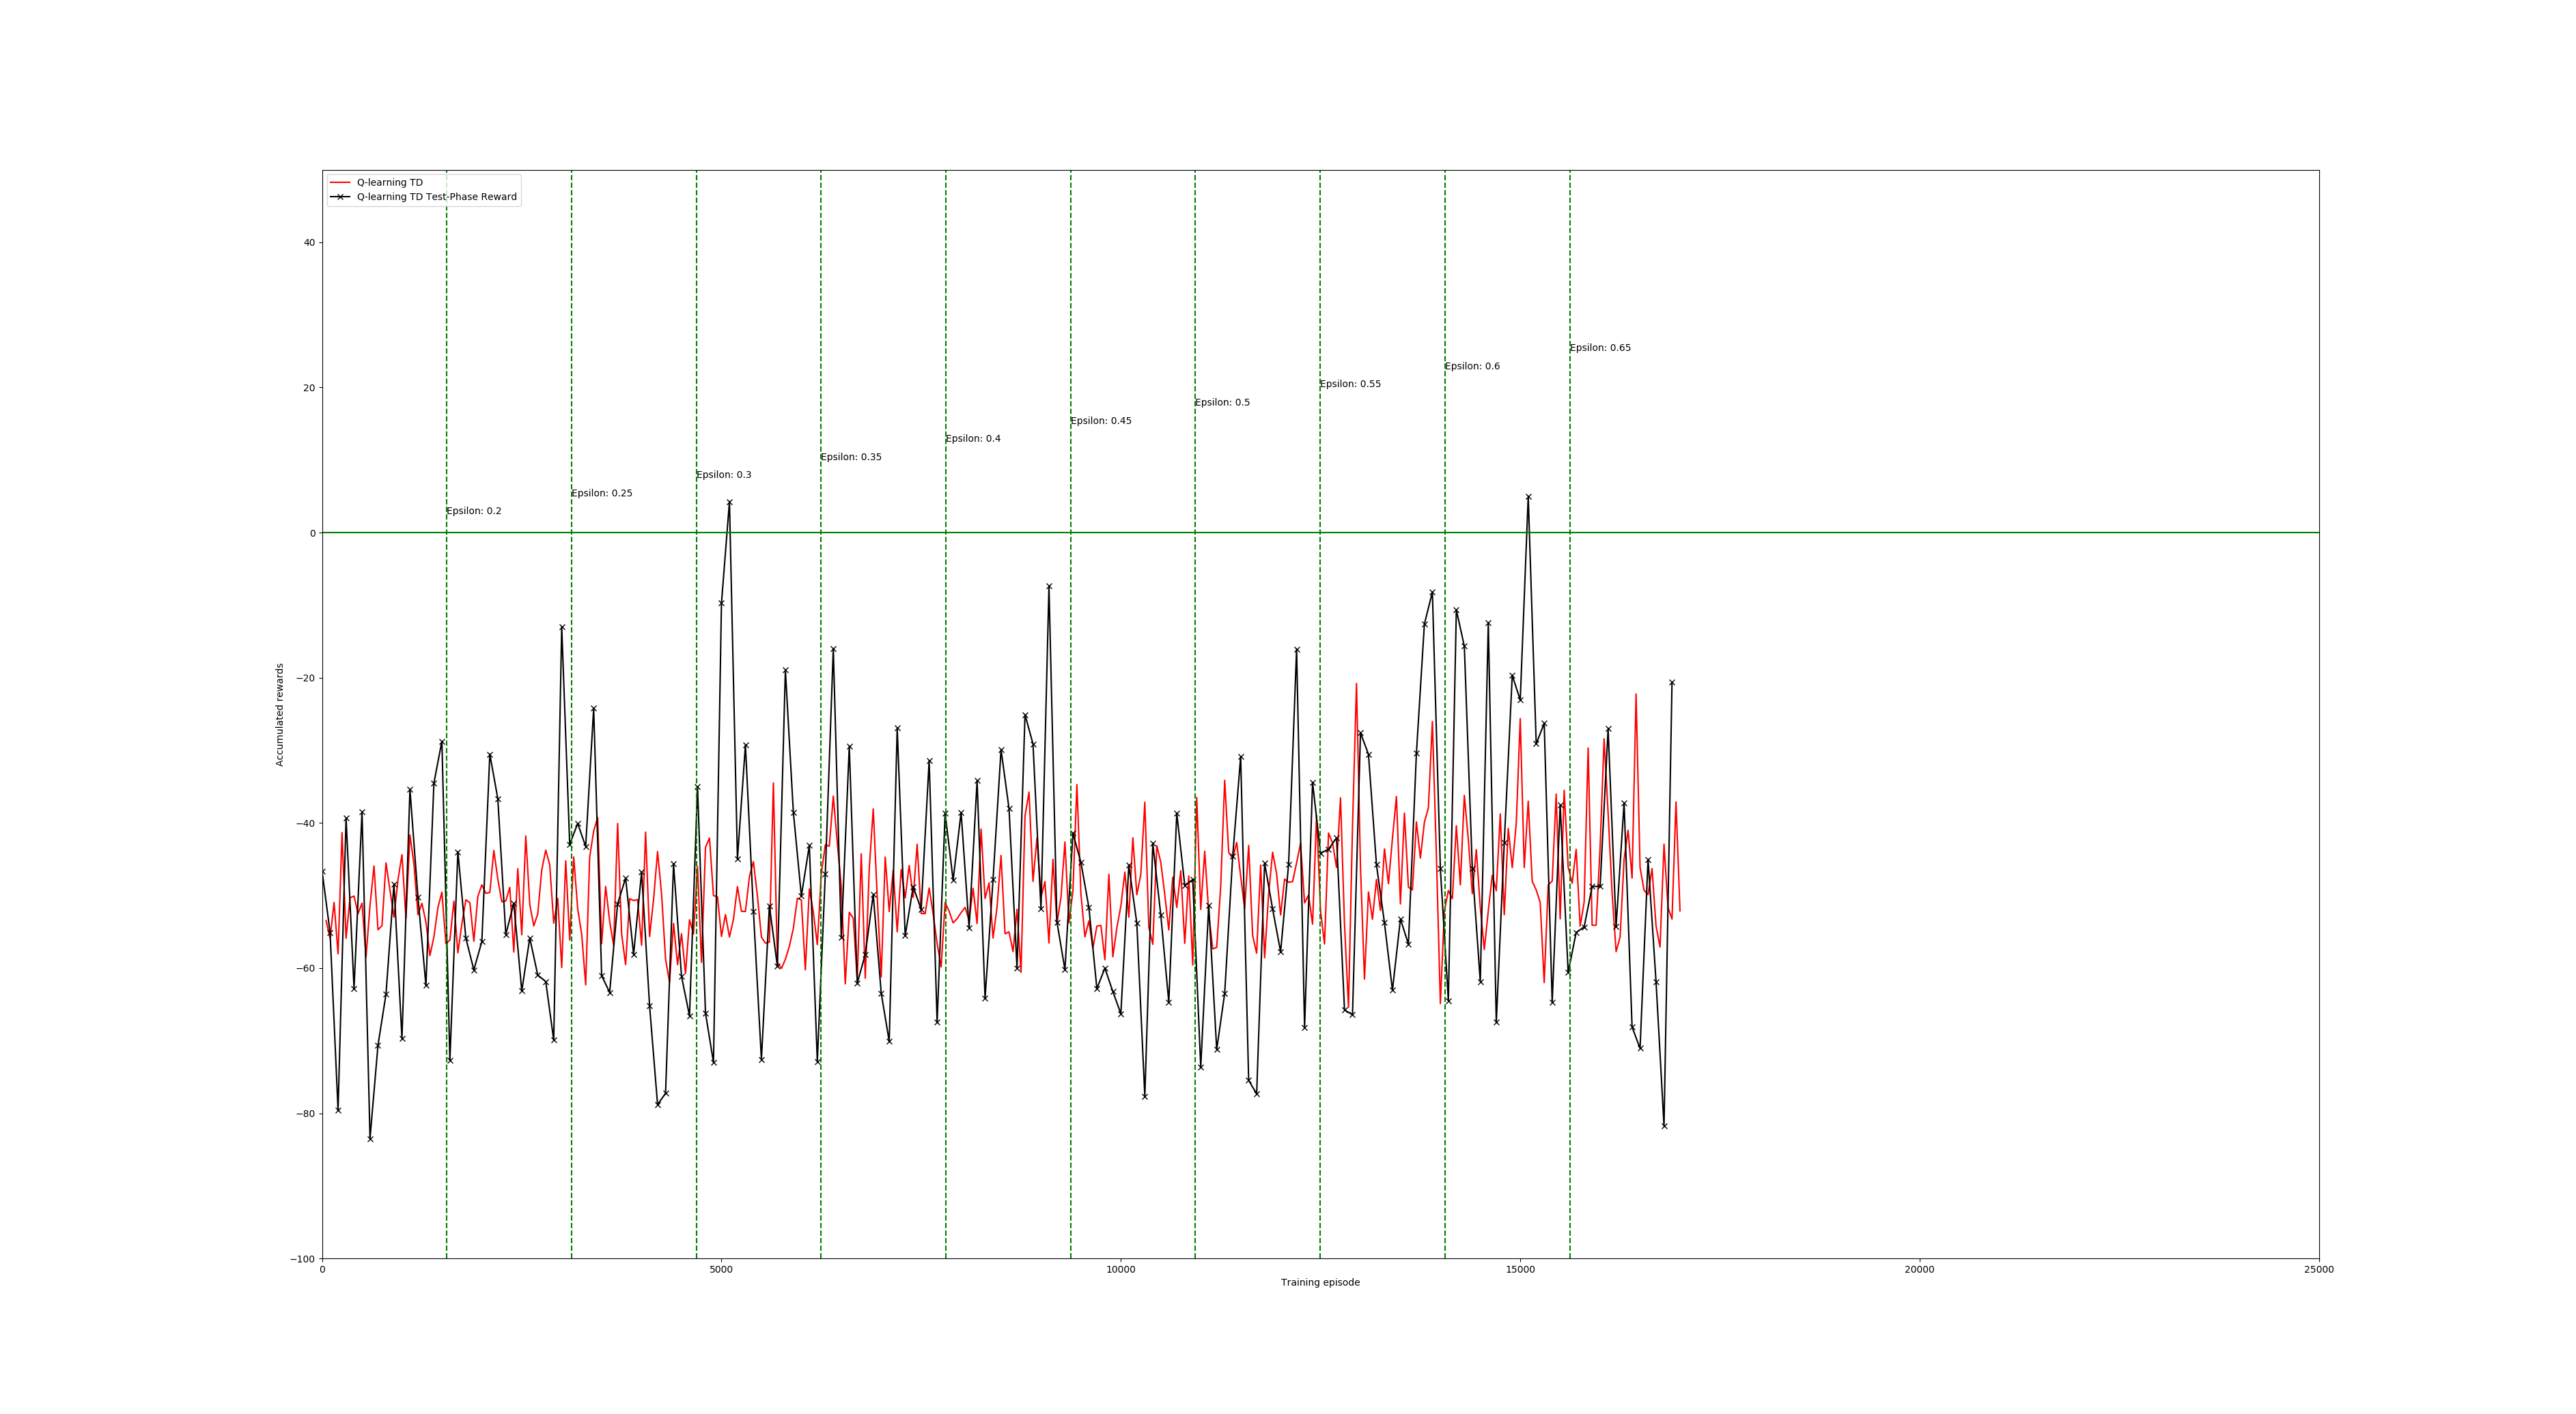 Q-learning TD
Q-learning TD Test-Phase Reward
40
20
0
−20
−40
−60
−80
−100
Accumulated rewards
Epsilon: 0.2
Epsilon: 0.25
Epsilon: 0.3
Epsilon: 0.35
Epsilon: 0.4
Epsilon: 0.45
Epsilon: 0.5
Epsilon: 0.55
Epsilon: 0.6
Epsilon: 0.65
0
5000
10000
15000
20000
25000
Training episode